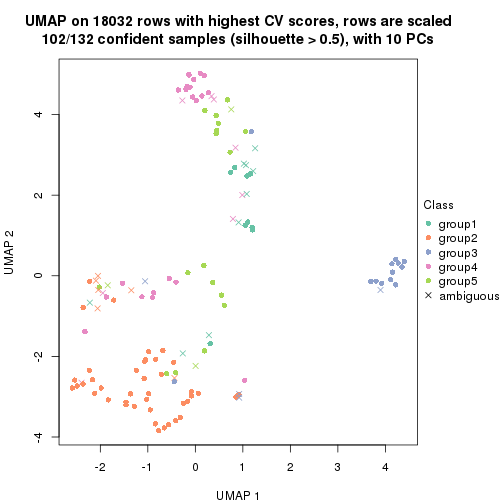 UMAP on 18032 rows with highest CV scores, rows are scaled
102/132 confident samples (silhouette > 0.5), with 10 PCs
4
2
0
-2
-4
UMAP 2
-2
-1
0
1
2
3
4
UMAP 1
Class
group1
group2
group3
group4
group5
ambiguous